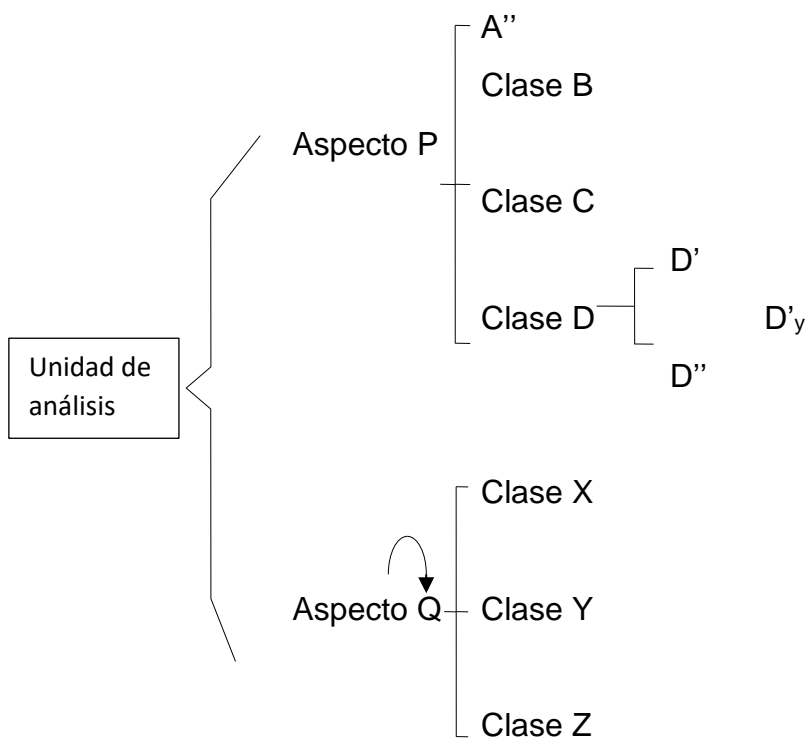 A’’
Clase B
Aspecto P
Clase C
D’
Clase D
D’y
D’’
Unidad de
análisis
Clase X
Aspecto Q
Clase Y
Clase Z